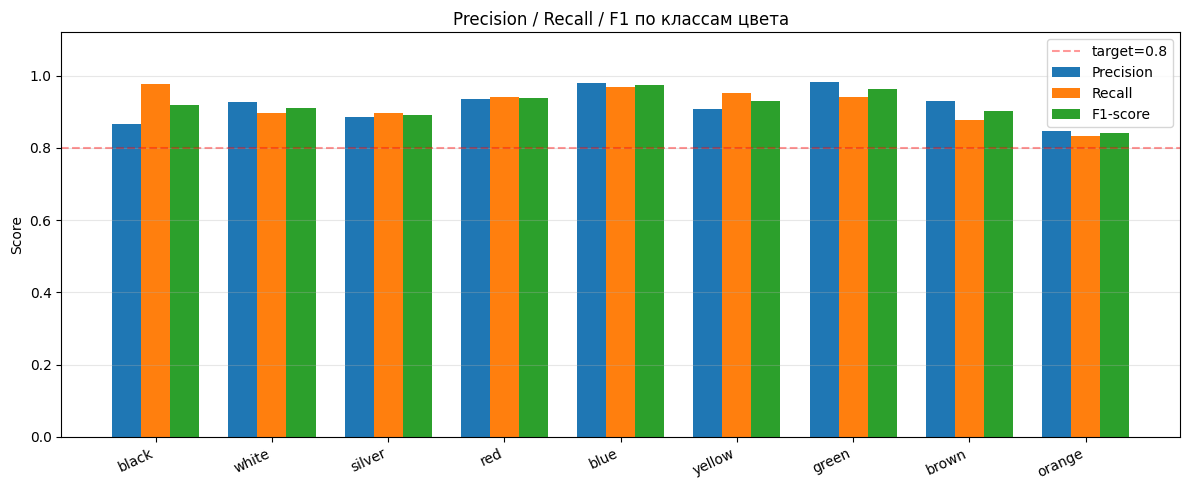 Precision / Recall / F1 по классам цвета
target=0.8
Precision
Recall
F1-score
Score
1.0
0.8
0.6
0.4
0.2
0.0
black
white
silver
red
blue
yellow
green
brown
orange